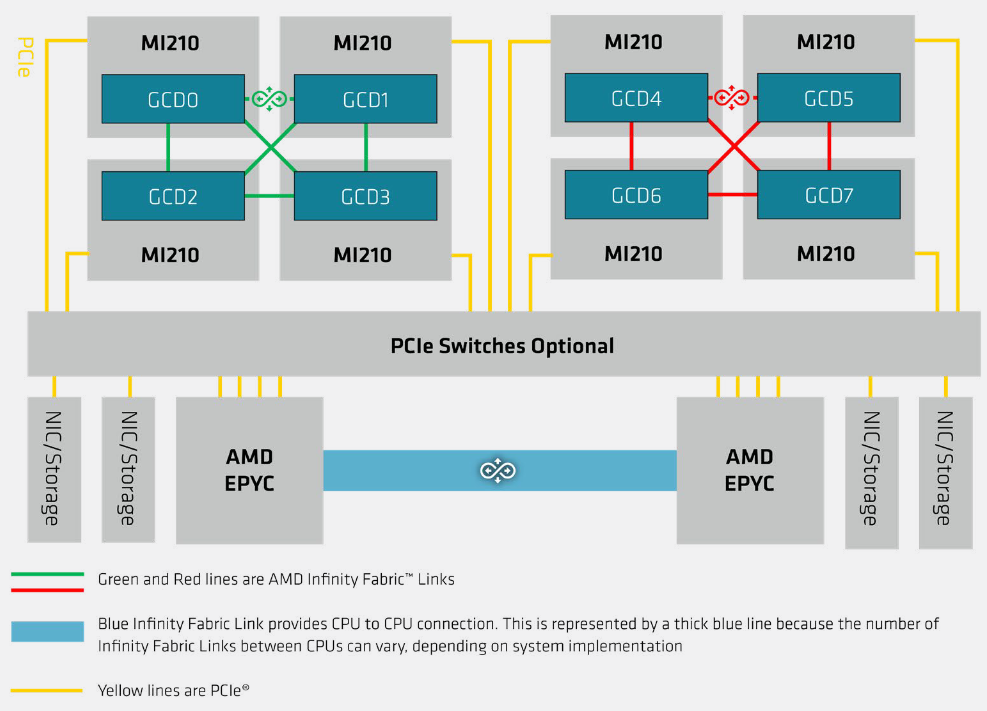 PCIe
MI210
MI210
GCD0
GCD1
GCD2
GCD3
MI210
MI210
MI210
MI210
GCD4
GCD5
GCD6
GCD7
MI210
MI210
PCIe Switches Optional
NIC/Storage
NIC/Storage
AMD
EPYC
AMD
EPYC
NIC/Storage
NIC/Storage
Green and Red lines are AMD Infinity Fabric™ Links
Blue Infinity Fabric Link provides CPU to CPU connection. This is represented by a thick blue line because the number of
Infinity Fabric Links between CPUs can vary, depending on system implementation
Yellow lines are PCIe®